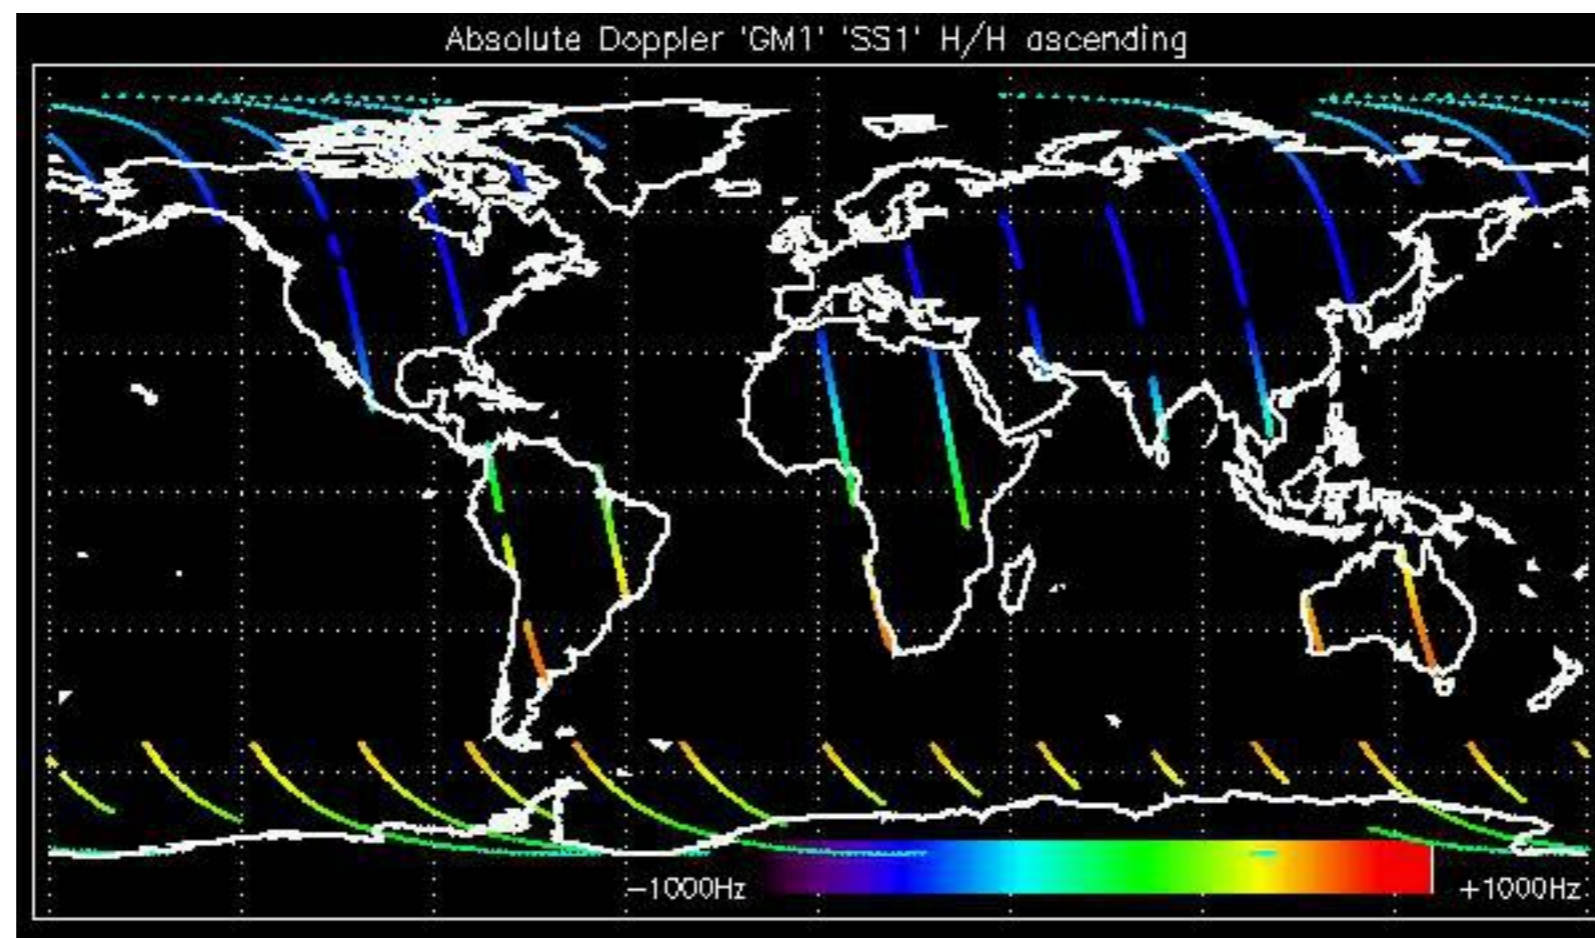 Absolute Doppler 'GM1' 'SS1' H/H ascending
−1000Hz +1000Hz